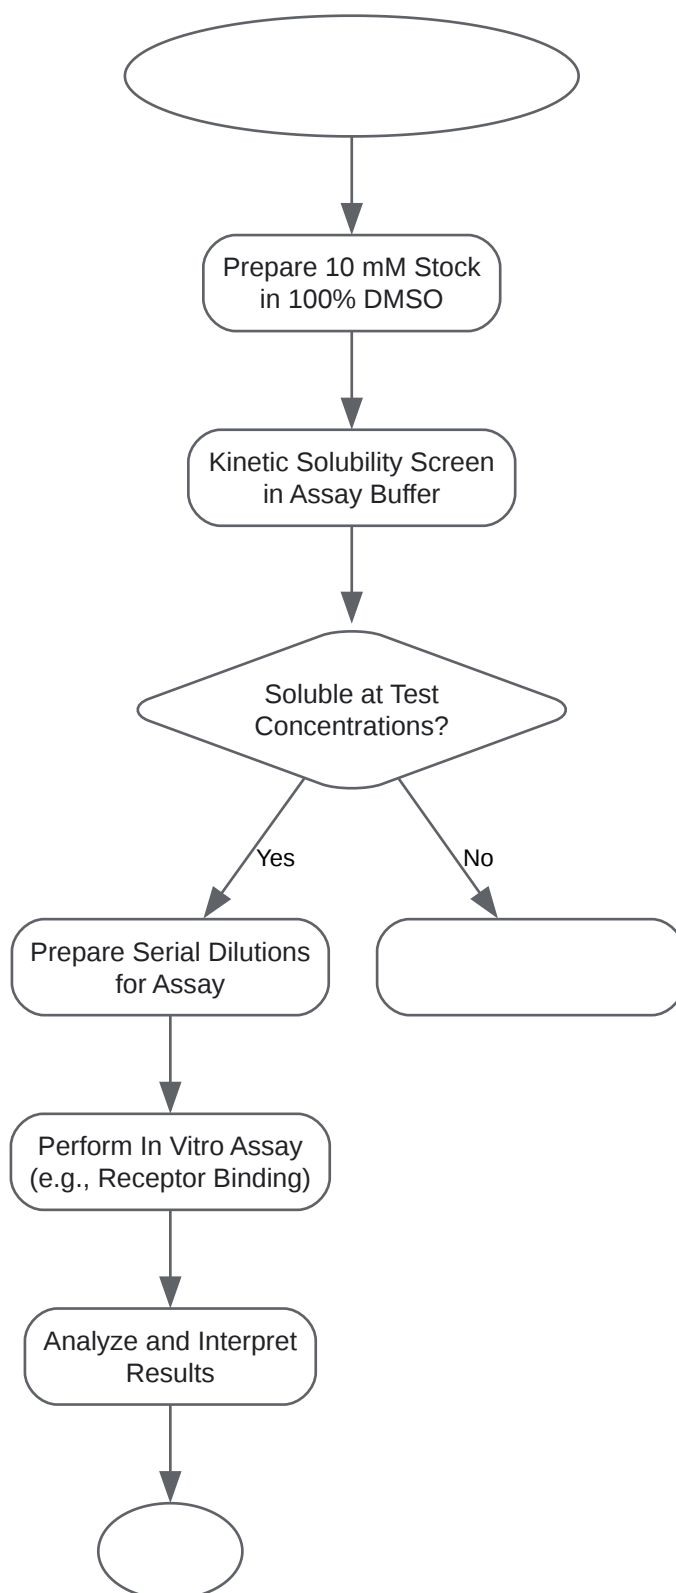 Prepare 10 mM Stock
in 100% DMSO
Kinetic Solubility Screen
in Assay Buffer
Soluble at Test
Concentrations?
Yes
No
Prepare Serial Dilutions
for Assay
Perform In Vitro Assay
(e.g., Receptor Binding)
Analyze and Interpret
Results